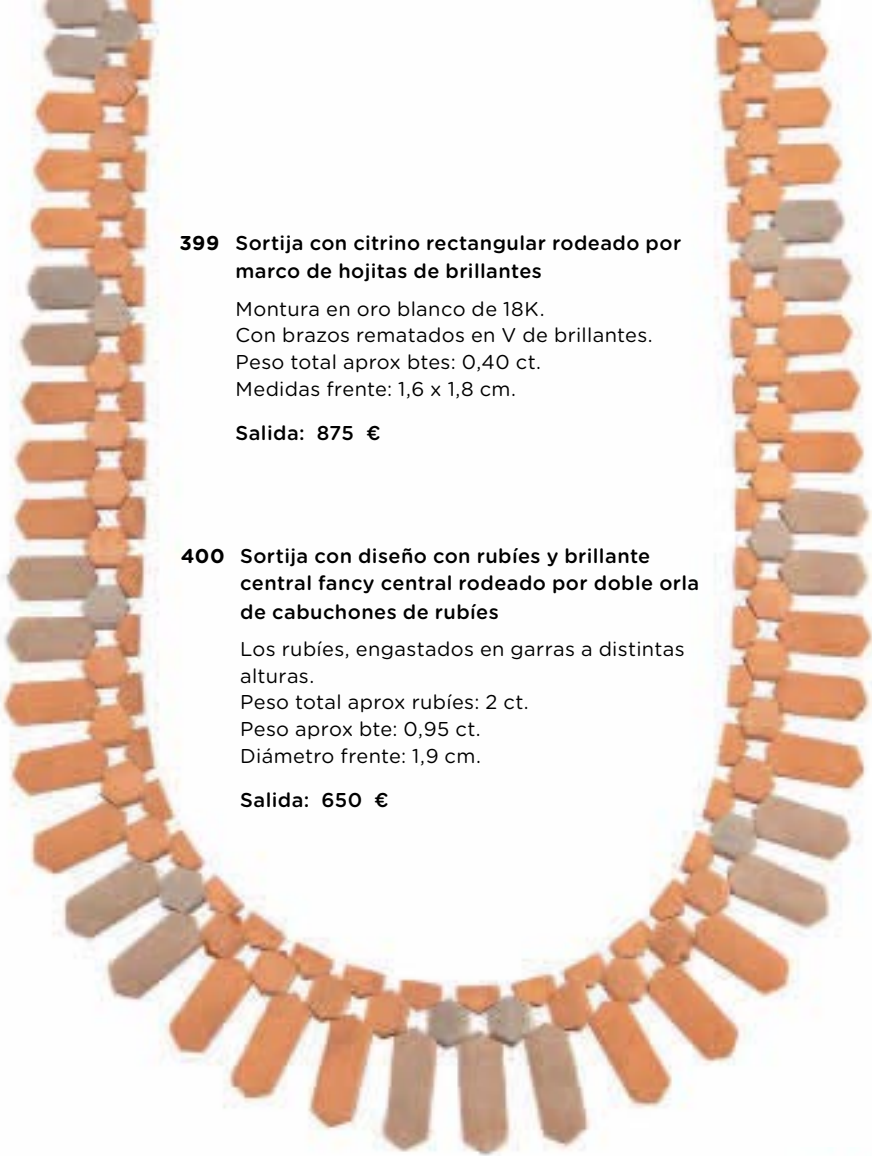 399 Sortija con citrino rectangular rodeado por
marco de hojitas de brillantes
Montura en oro blanco de 18K.
Con brazos rematados en V de brillantes.
Peso total aprox btes: 0,40 ct.
Medidas frente: 1,6 x 1,8 cm.
Salida: 875 €
400 Sortija con diseño con rubíes y brillante
central fancy central rodeado por doble orla
de cabuchones de rubíes
Los rubíes, engastados en garras a distintas
alturas.
Peso total aprox rubíes: 2 ct.
Peso aprox bte: 0,95 ct.
Diámetro frente: 1,9 cm.
Salida: 650 €